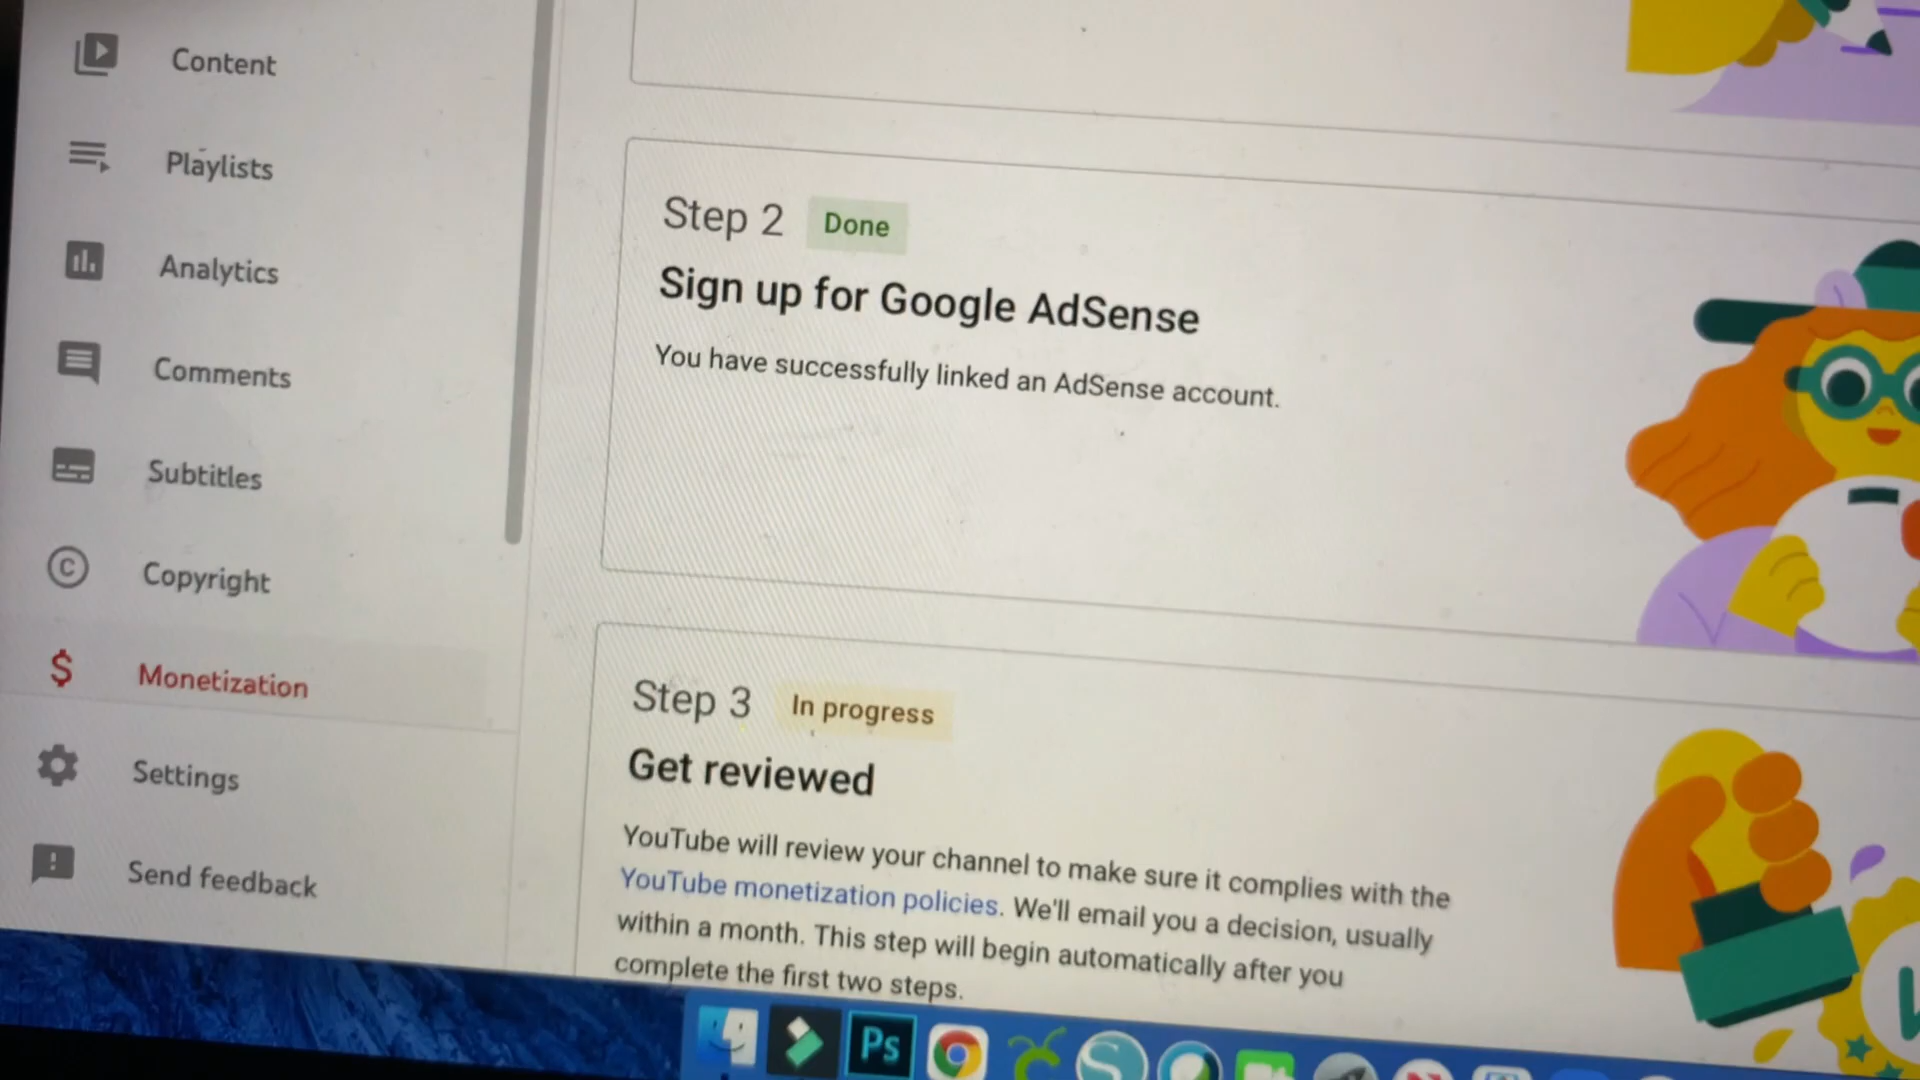 Content
Playlists
Analytics
Comments
Subtitles
Copyright
Monetization
Settings
Send feedback
Step 2 Done
Sign up for Google AdSense
You have successfully linked an AdSense account.
Step 3 In progress
Get reviewed
YouTube will review your channel to make sure it complies with the
YouTube monetization policies. We'll email you a decision, usually
within a month. This step will begin automatically after you
complete the first two steps.
Ps